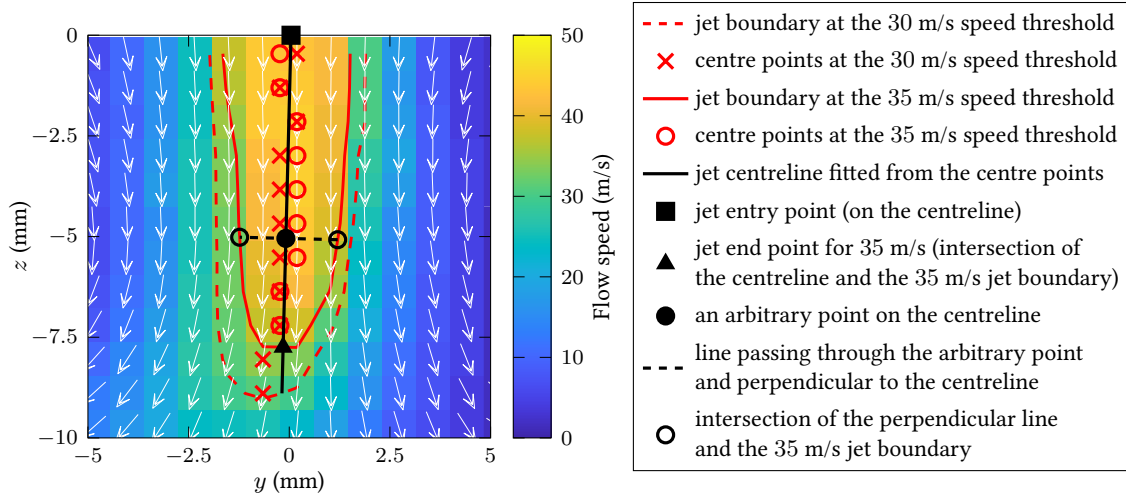 0
−2.5
−5
−7.5
−10
z (mm)
−5
−2.5
0
2.5
5
y (mm)
50
40
30
20
10
0
Flow speed (m/s)
jet boundary at the 30 m/s speed threshold
centre points at the 30 m/s speed threshold
jet boundary at the 35 m/s speed threshold
centre points at the 35 m/s speed threshold
jet centreline fitted from the centre points
jet entry point (on the centreline)
jet end point for 35 m/s (intersection of
the centreline and the 35 m/s jet boundary)
an arbitrary point on the centreline
line passing through the arbitrary point
and perpendicular to the centreline
intersection of the perpendicular line
and the 35 m/s jet boundary